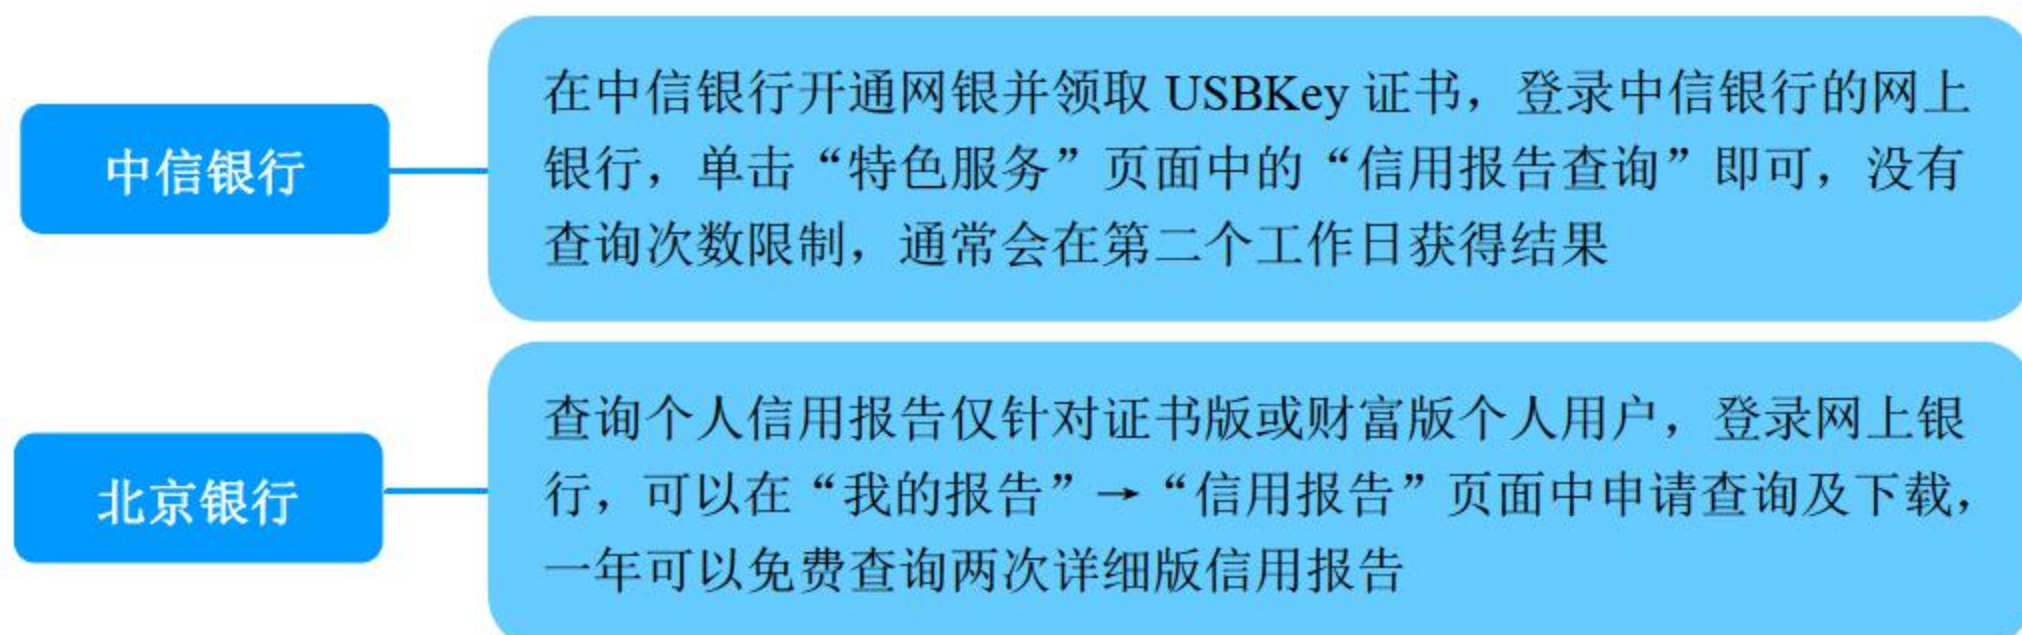 中信银行
在中信银行开通网银并领取 USBKey 证书，登录中信银行的网上
银行，单击“特色服务”页面中的“信用报告查询”即可，没有
查询次数限制，通常会在第二个工作日获得结果
北京银行
查询个人信用报告仅针对证书版或财富版个人用户，登录网上银
行，可以在“我的报告”→“信用报告”页面中申请查询及下载，
一年可以免费查询两次详细版信用报告